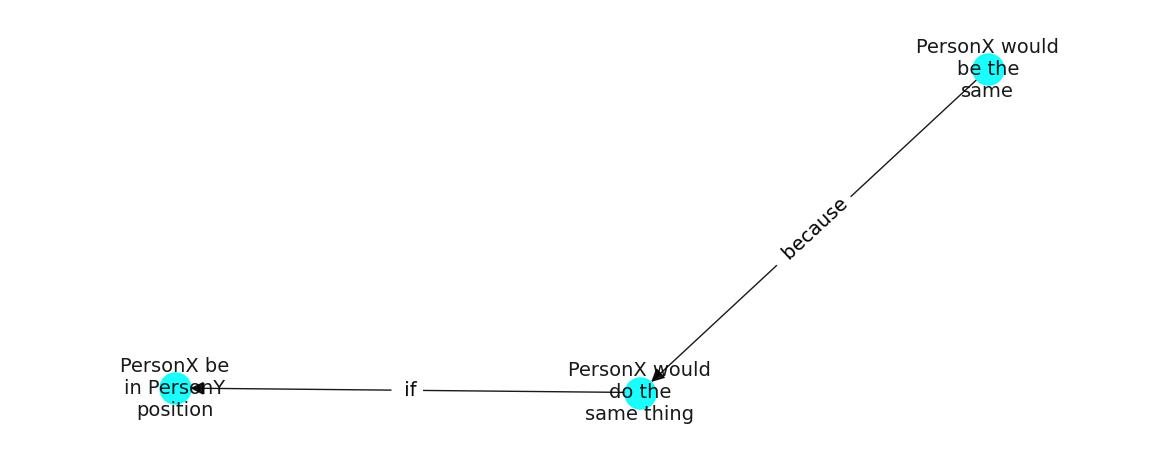 PersonX would
be the
same
because
PersonX be
in PersonY
position
if
PersonX would
do the
same thing